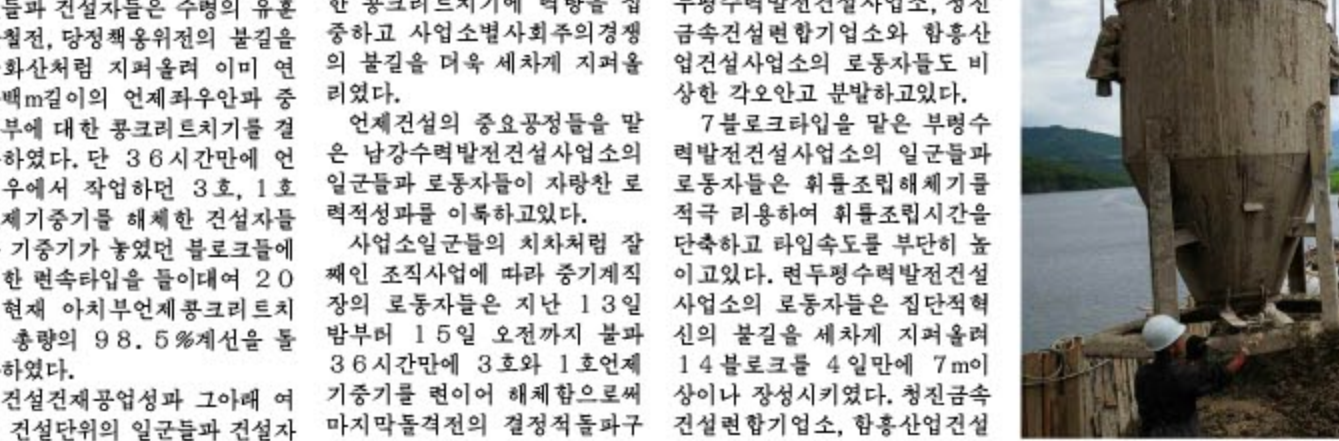 들과 건설자들은 수령의 유훈
철전, 당정책옹위전의 불길을
화산처럼 지펴올려 이미 연
백m길이의 언제좌우안과 중
부에 대한 콩크리트치기를 결
하였다. 단 36시간만에 언
우에서 작업하던 3호, 1호
제기중기를 해체한 건설자들
기중기가 놓였던 블로크들에
한 련속타입을 들이대여 20
현재 아치부언제콩크리트치
총량의 98.5%계선을 돌
하였다.
건설건재공업성과 그아래 여
건설단위의 일군들과 건설자
한 콩크리트치기에 력량을 집
중하고 사업소별사회주의경쟁
의 불길을 더욱 세차게 지펴올
리였다.
언제건설의 중요공정들을 맡
은 남강수력발전건설사업소의
일군들과 로동자들이 자랑찬 로
력적성과를 이룩하고있다.
사업소일군들의 치차처럼 잘
째인 조직사업에 따라 중기계직
장의 로동자들은 지난 13일
밤부터 15일 오전까지 불과
36시간만에 3호와 1호언제
기중기를 련이어 해체함으로써
마지막돌격전의 결정적돌파구
부령수력발전건설사업소, 청진
금속건설련합기업소와 함흥산
업건설사업소의 로동자들도 비
상한 각오안고 분발하고있다.
7블로크타입을 맡은 부령수
력발전건설사업소의 일군들과
로동자들은 휘틀조립해체기를
적극 리용하여 휘틀조립시간을
단축하고 타입속도를 부단히 높
이고있다. 련두평수력발전건설
사업소의 로동자들은 집단적혁
신의 불길을 세차게 지펴올려
14블로크를 4일만에 7m이
상이나 장성시키였다. 청진금속
건설련합기업소, 함흥산업건설